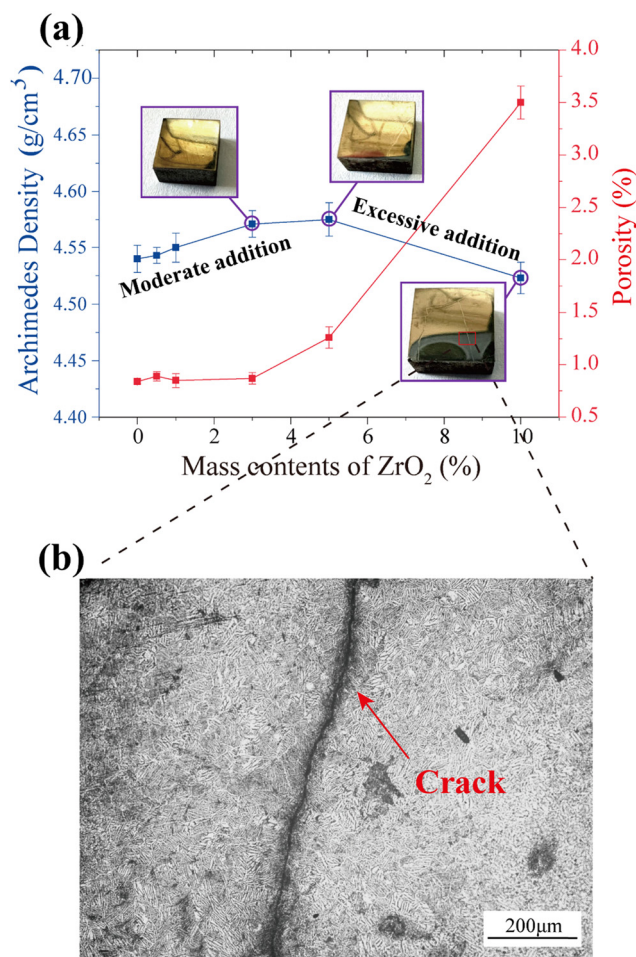 (a)
Archimedes Density (g/cm³)
4.70
4.65
4.60
4.55
4.50
4.45
4.40
4.0
3.5
3.0
2.5
2.0
1.5
1.0
0.5
Porosity (%)
Moderate addition
Excessive addition
0 2 4 6 8 10
Mass contents of ZrO₂ (%)
(b)
Crack
200μm